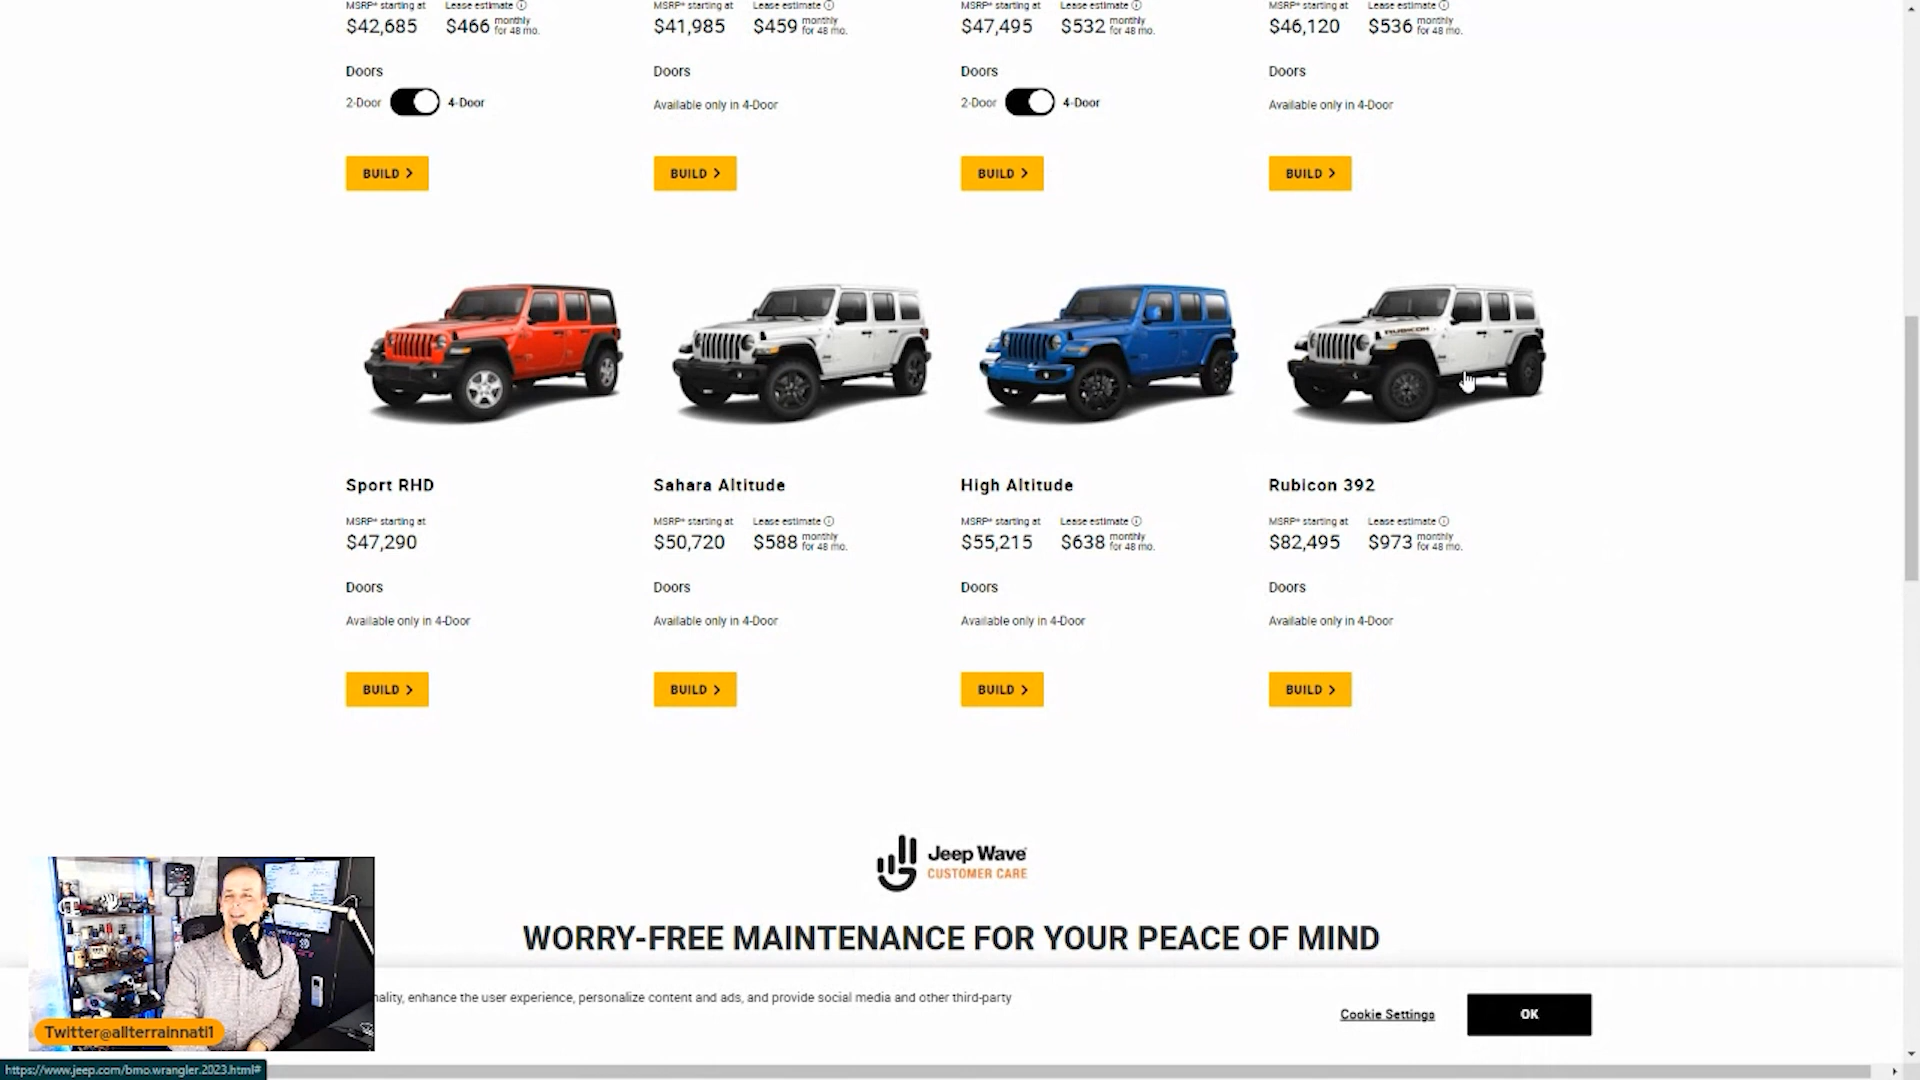 MSRP* starting at Lease estimate
$42,685 $466 monthly for 48 mo.
MSRP* starting at Lease estimate
$41,985 $459 monthly for 48 mo.
MSRP* starting at Lease estimate
$47,495 $532 monthly for 48 mo.
MSRP* starting at Lease estimate
$46,120 $536 monthly for 48 mo.
Doors
2-Door 4-Door
Doors
Available only in 4-Door
Doors
2-Door 4-Door
Doors
Available only in 4-Door
BUILD >
BUILD >
BUILD >
BUILD >
RUBICON
Sport RHD
MSRP* starting at
$47,290
Doors
Available only in 4-Door
BUILD >
Sahara Altitude
MSRP* starting at Lease estimate
$50,720 $588 monthly for 48 mo.
Doors
Available only in 4-Door
BUILD >
High Altitude
MSRP* starting at Lease estimate
$55,215 $638 monthly for 48 mo.
Doors
Available only in 4-Door
BUILD >
Rubicon 392
MSRP* starting at Lease estimate
$82,495 $973 monthly for 48 mo.
Doors
Available only in 4-Door
BUILD >
Jeep Wave
CUSTOMER CARE
WORRY-FREE MAINTENANCE FOR YOUR PEACE OF MIND
nality, enhance the user experience, personalize content and ads, and provide social media and other third-party
Cookie Settings
OK
Twitter@allterrainnati1
https://www.jeep.com/bmo.wrangler.2023.html#